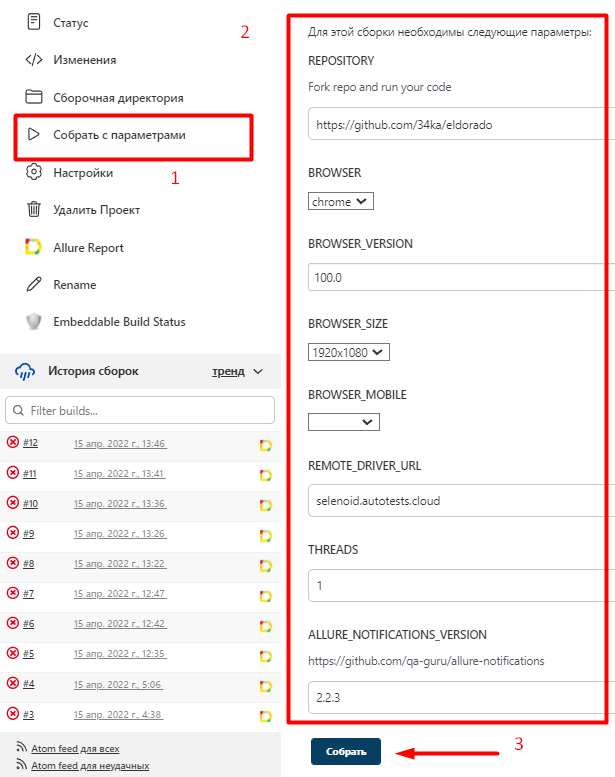 Статус
Изменения
Сборочная директория
Собрать с параметрами
1
Настройки
Удалить Проект
Allure Report
Rename
Embeddable Build Status
История сборок тренд
Filter builds...
#12 15 апр. 2022 г., 13:46
#11 15 апр. 2022 г., 13:41
#10 15 апр. 2022 г., 13:36
#9 15 апр. 2022 г., 13:26
#8 15 апр. 2022 г., 13:22
#7 15 апр. 2022 г., 12:47
#6 15 апр. 2022 г., 12:42
#5 15 апр. 2022 г., 12:35
#4 15 апр. 2022 г., 5:06
#3 15 апр. 2022 г., 4:38
Atom feed для всех
Atom feed для неудачных
2
Для этой сборки необходимы следующие параметры:
REPOSITORY
Fork repo and run your code
https://github.com/34ka/eldorado
BROWSER
chrome
BROWSER_VERSION
100.0
BROWSER_SIZE
1920x1080
BROWSER_MOBILE
REMOTE_DRIVER_URL
selenoid.autotests.cloud
THREADS
1
ALLURE_NOTIFICATIONS_VERSION
https://github.com/qa-guru/allure-notifications
2.2.3
Собрать
3